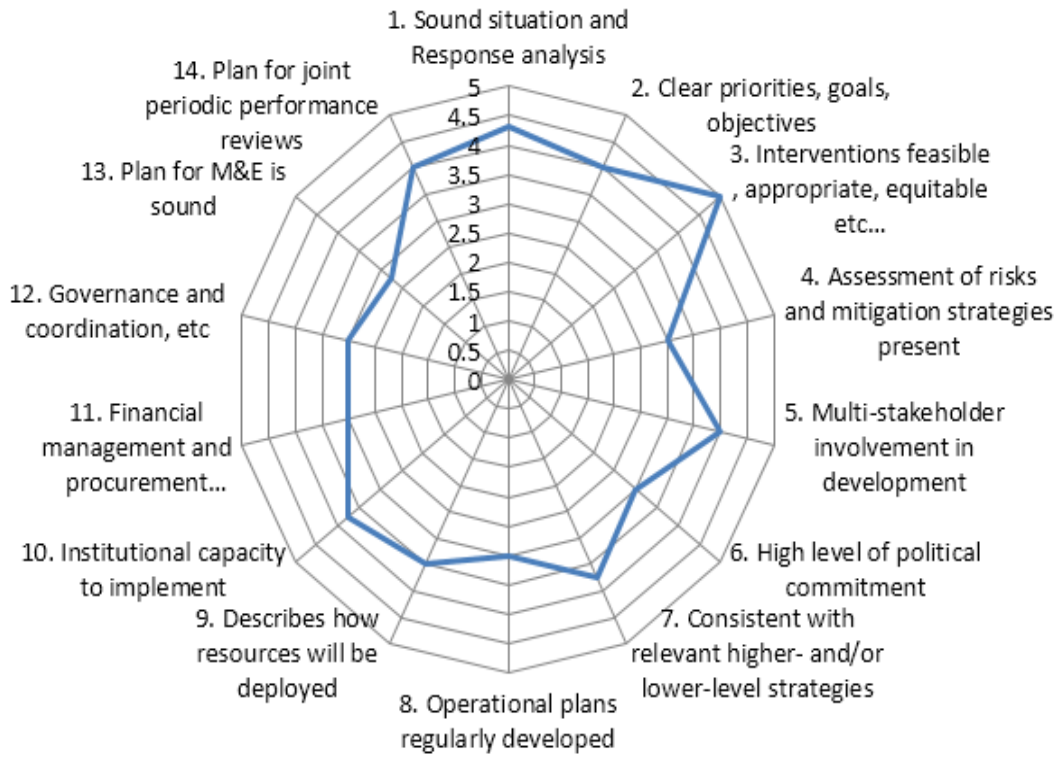 1. Sound situation and
Response analysis
2. Clear priorities, goals,
objectives
3. Interventions feasible
, appropriate, equitable
etc...
4. Assessment of risks
and mitigation strategies
present
5. Multi-stakeholder
involvement in
development
6. High level of political
commitment
7. Consistent with
relevant higher- and/or
lower-level strategies
8. Operational plans
regularly developed
9. Describes how
resources will be
deployed
10. Institutional capacity
to implement
11. Financial
management and
procurement...
12. Governance and
coordination, etc
13. Plan for M&E is
sound
14. Plan for joint
periodic performance
reviews
5
4.5
4
3.5
3
2.5
2
1.5
1
0.5
0